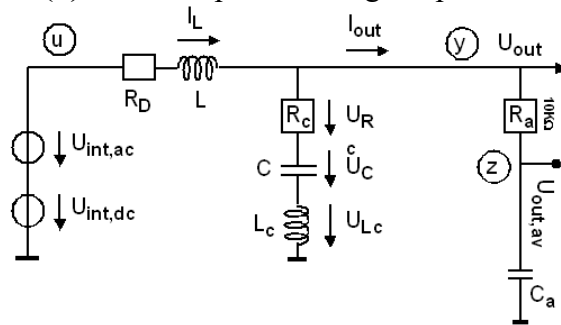 u
I_L
I_out
y
U_out
R_D
L
R_c
U_R
c
R_a
10KΩ
U_int,ac
C
U_C
z
U_out,av
U_int,dc
L_c
U_Lc
C_a